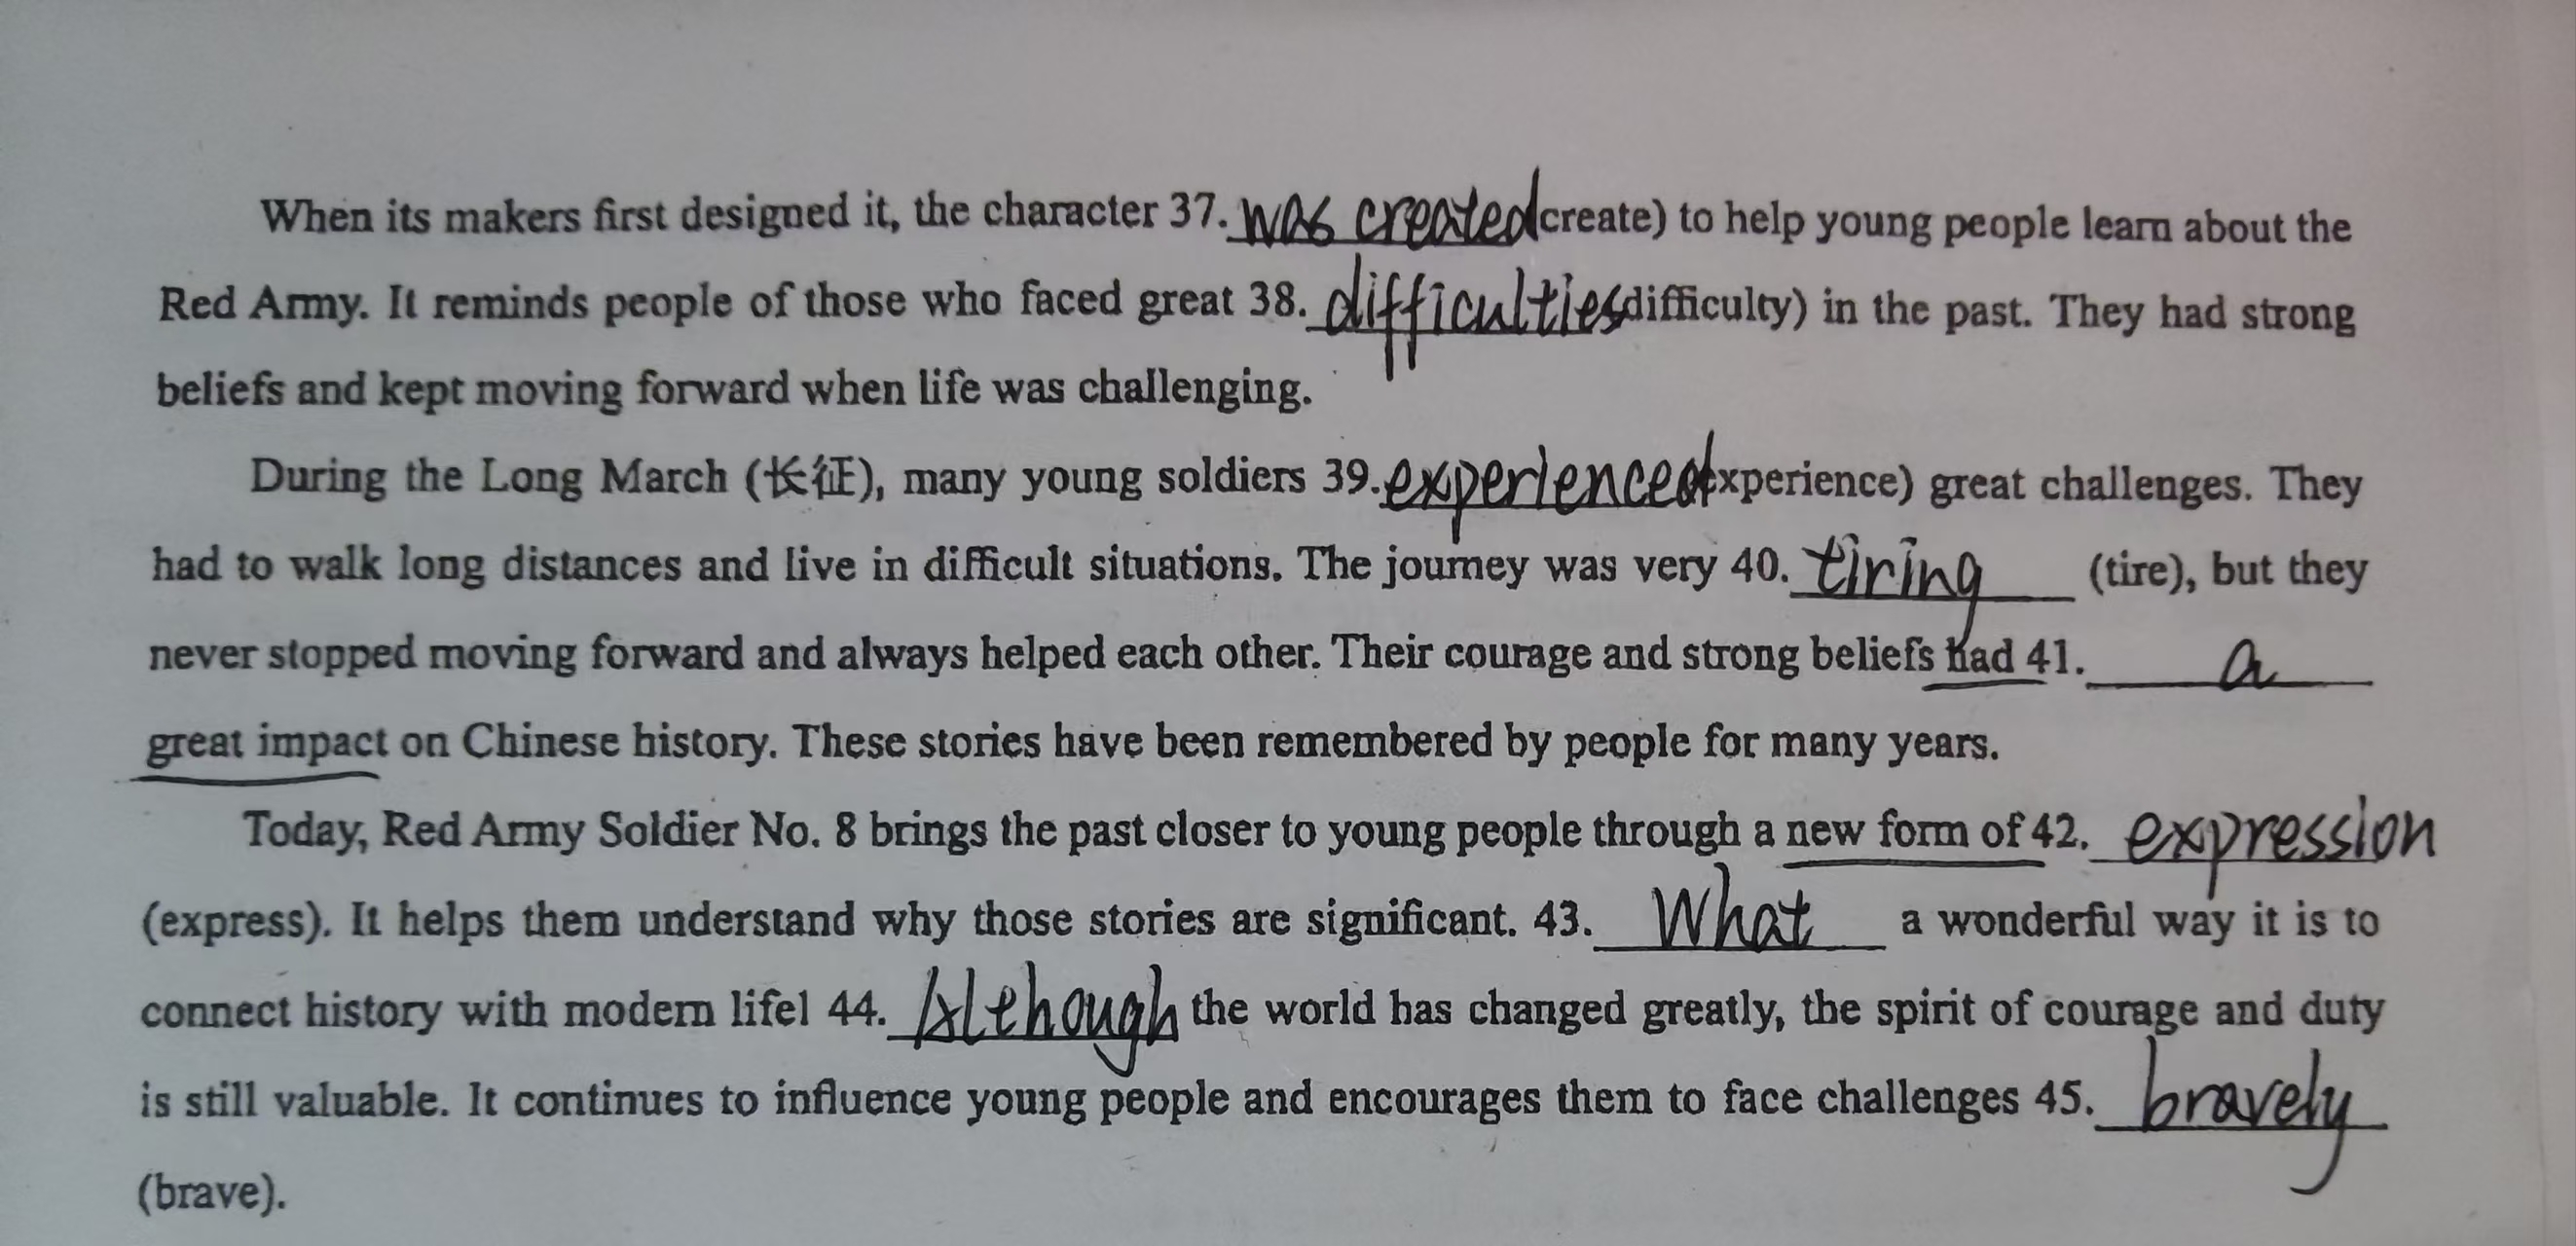 When its makers first designed it, the character 37. was created create) to help young people learn about the
Red Army. It reminds people of those who faced great 38. difficulties difficulty) in the past. They had strong
beliefs and kept moving forward when life was challenging.
During the Long March (长征), many young soldiers 39. experienced experience) great challenges. They
had to walk long distances and live in difficult situations. The journey was very 40. tiring (tire), but they
never stopped moving forward and always helped each other. Their courage and strong beliefs had 41. a
great impact on Chinese history. These stories have been remembered by people for many years.
Today, Red Army Soldier No. 8 brings the past closer to young people through a new form of 42. expression
(express). It helps them understand why those stories are significant. 43. What a wonderful way it is to
connect history with modern life! 44. Although the world has changed greatly, the spirit of courage and duty
is still valuable. It continues to influence young people and encourages them to face challenges 45. bravely
(brave).